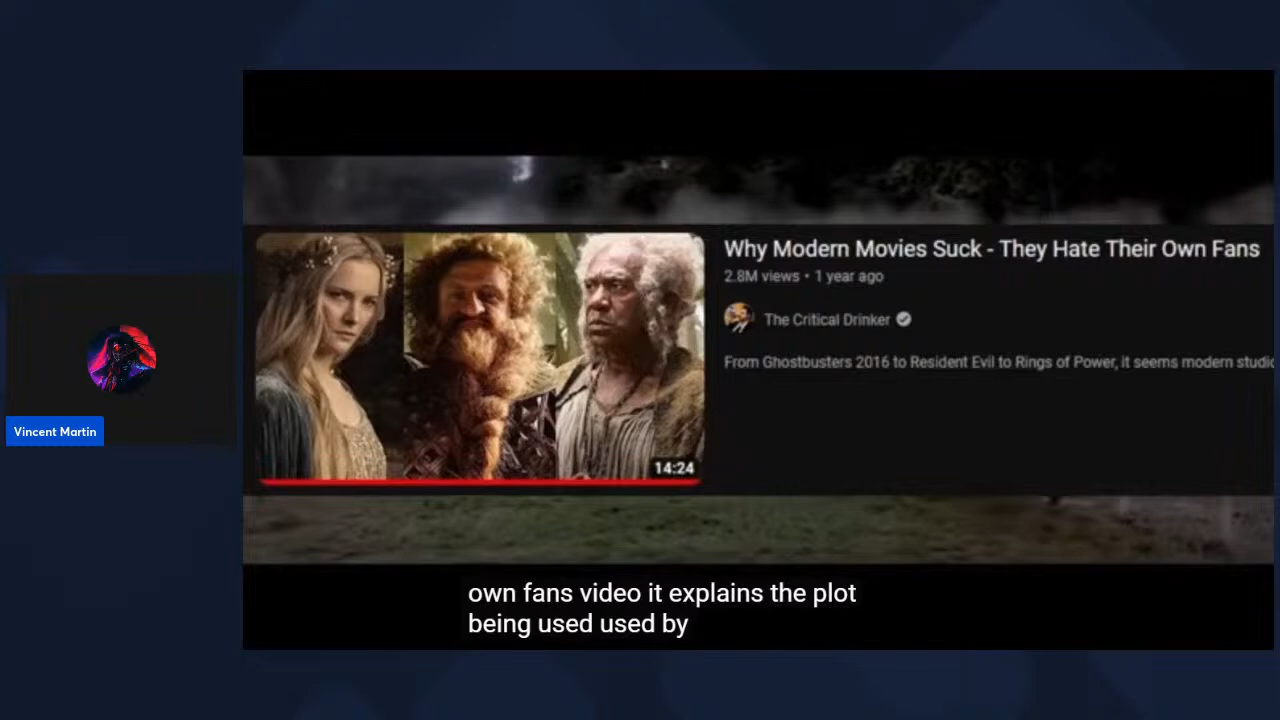 Why Modern Movies Suck - They Hate Their Own Fans
2.8M views • 1 year ago
The Critical Drinker
From Ghostbusters 2016 to Resident Evil to Rings of Power, it seems modern studio
14:24
Vincent Martin
own fans video it explains the plot
being used used by